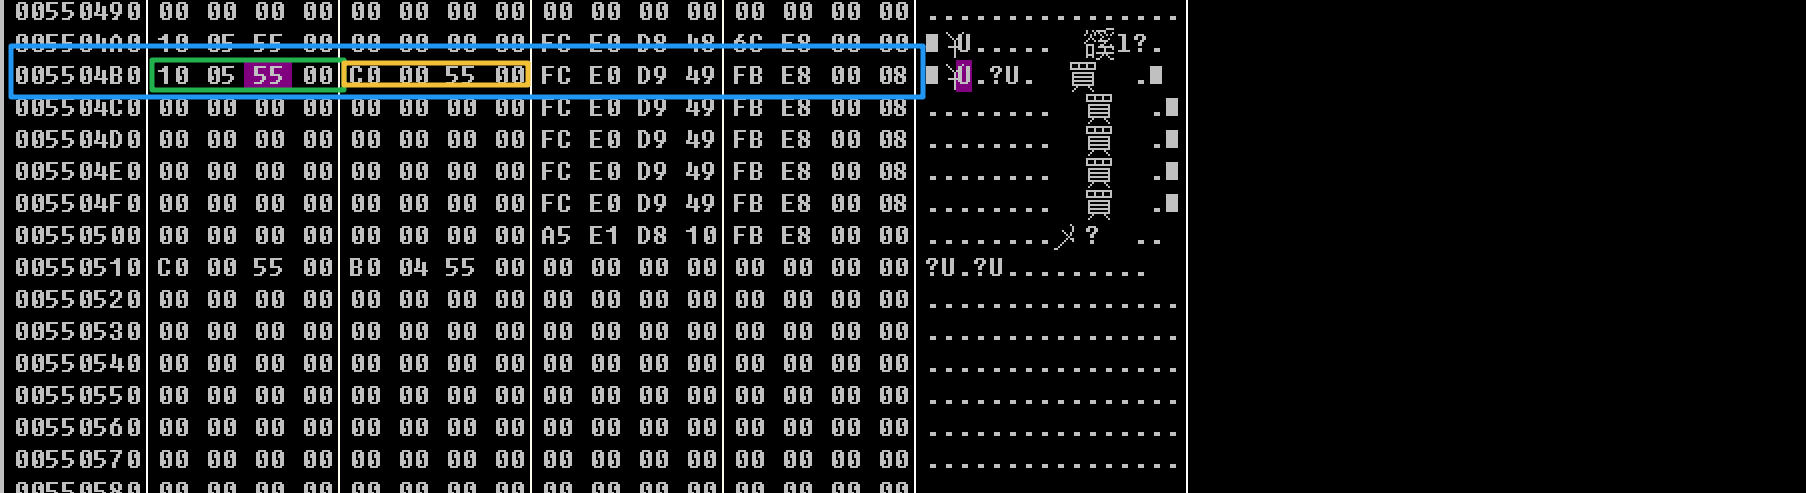 00550490 00 00 00 00 00 00 00 00 00 00 00 00 00 00 00 00 ................
005504A0 10 05 55 00 00 00 00 00 FC E0 D8 48 6C E8 00 00 U..... l?.
005504B0 10 05 55 00 C0 00 55 00 FC E0 D9 49 FB E8 00 08 U.?U. 買 .
005504C0 00 00 00 00 00 00 00 00 FC E0 D9 49 FB E8 00 08 ........ 買 .
005504D0 00 00 00 00 00 00 00 00 FC E0 D9 49 FB E8 00 08 ........ 買 .
005504E0 00 00 00 00 00 00 00 00 FC E0 D9 49 FB E8 00 08 ........ 買 .
005504F0 00 00 00 00 00 00 00 00 FC E0 D9 49 FB E8 00 08 ........ 買 .
00550500 00 00 00 00 00 00 00 00 A5 E1 D8 10 FB E8 00 00 ........ ? ..
00550510 C0 00 55 00 B0 04 55 00 00 00 00 00 00 00 00 00 ?U.?U.........
00550520 00 00 00 00 00 00 00 00 00 00 00 00 00 00 00 00 ................
00550530 00 00 00 00 00 00 00 00 00 00 00 00 00 00 00 00 ................
00550540 00 00 00 00 00 00 00 00 00 00 00 00 00 00 00 00 ................
00550550 00 00 00 00 00 00 00 00 00 00 00 00 00 00 00 00 ................
00550560 00 00 00 00 00 00 00 00 00 00 00 00 00 00 00 00 ................
00550570 00 00 00 00 00 00 00 00 00 00 00 00 00 00 00 00 ................
00550580 00 00 00 00 00 00 00 00 00 00 00 00 00 00 00 00